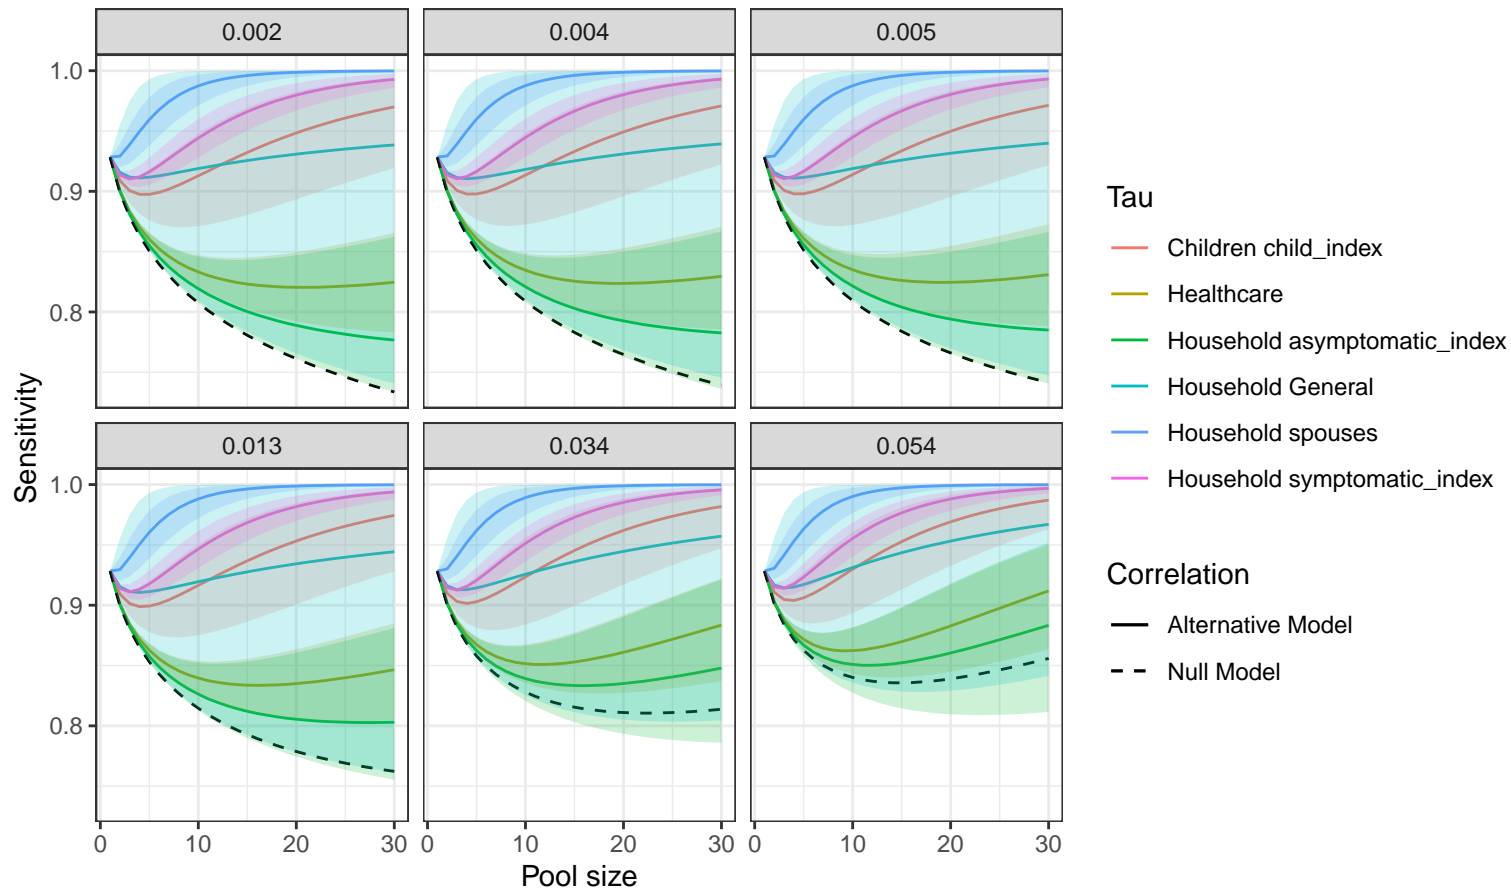 0.002
0.004
0.005
1.0
0.9
0.8
0.013
0.034
0.054
1.0
0.9
0.8
0 10 20 30 0 10 20 30 0 10 20 30
Pool size
Sensitivity
Tau
Children child_index
Healthcare
Household asymptomatic_index
Household General
Household spouses
Household symptomatic_index
Correlation
Alternative Model
Null Model